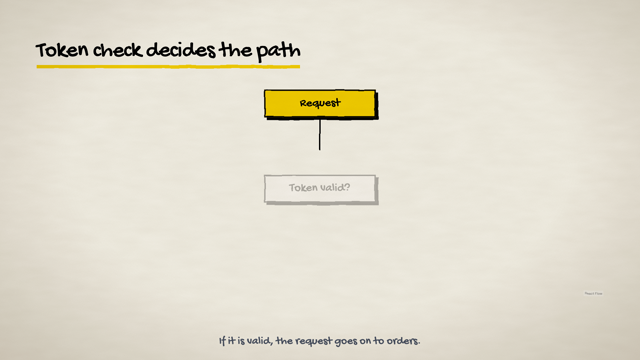 Token check decides the path
Request
Token valid?
If it is valid, the request goes on to orders.